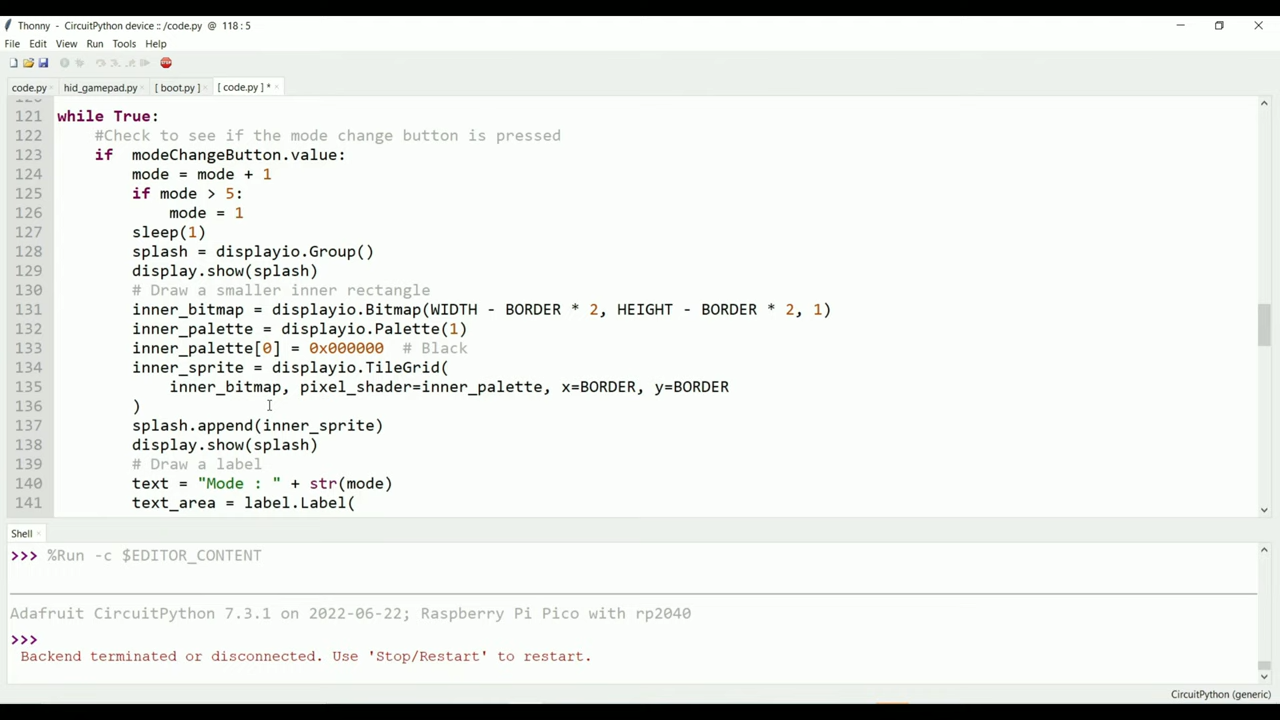 Thonny - CircuitPython device :: /code.py @ 118 : 5
File Edit View Run Tools Help
code.py hid_gamepad.py [ boot.py ] [ code.py ] *
120
121 while True:
122 #Check to see if the mode change button is pressed
123 if  modeChangeButton.value:
124 mode = mode + 1
125 if mode > 5:
126 mode = 1
127 sleep(1)
128 splash = displayio.Group()
129 display.show(splash)
130 # Draw a smaller inner rectangle
131 inner_bitmap = displayio.Bitmap(WIDTH - BORDER * 2, HEIGHT - BORDER * 2, 1)
132 inner_palette = displayio.Palette(1)
133 inner_palette[0] = 0x000000  # Black
134 inner_sprite = displayio.TileGrid(
135 inner_bitmap, pixel_shader=inner_palette, x=BORDER, y=BORDER
136 )
137 splash.append(inner_sprite)
138 display.show(splash)
139 # Draw a label
140 text = "Mode : " + str(mode)
141 text_area = label.Label(
Shell
>>> %Run -c $EDITOR_CONTENT
Adafruit CircuitPython 7.3.1 on 2022-06-22; Raspberry Pi Pico with rp2040
>>>
Backend terminated or disconnected. Use 'Stop/Restart' to restart.
CircuitPython (generic)